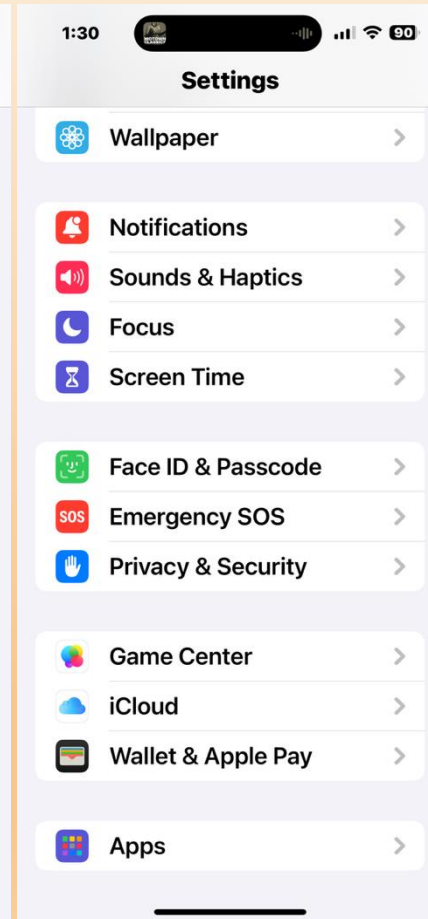 1:30
90
Settings
Wallpaper
Notifications
Sounds & Haptics
Focus
Screen Time
Face ID & Passcode
SOS
Emergency SOS
Privacy & Security
Game Center
iCloud
Wallet & Apple Pay
Apps